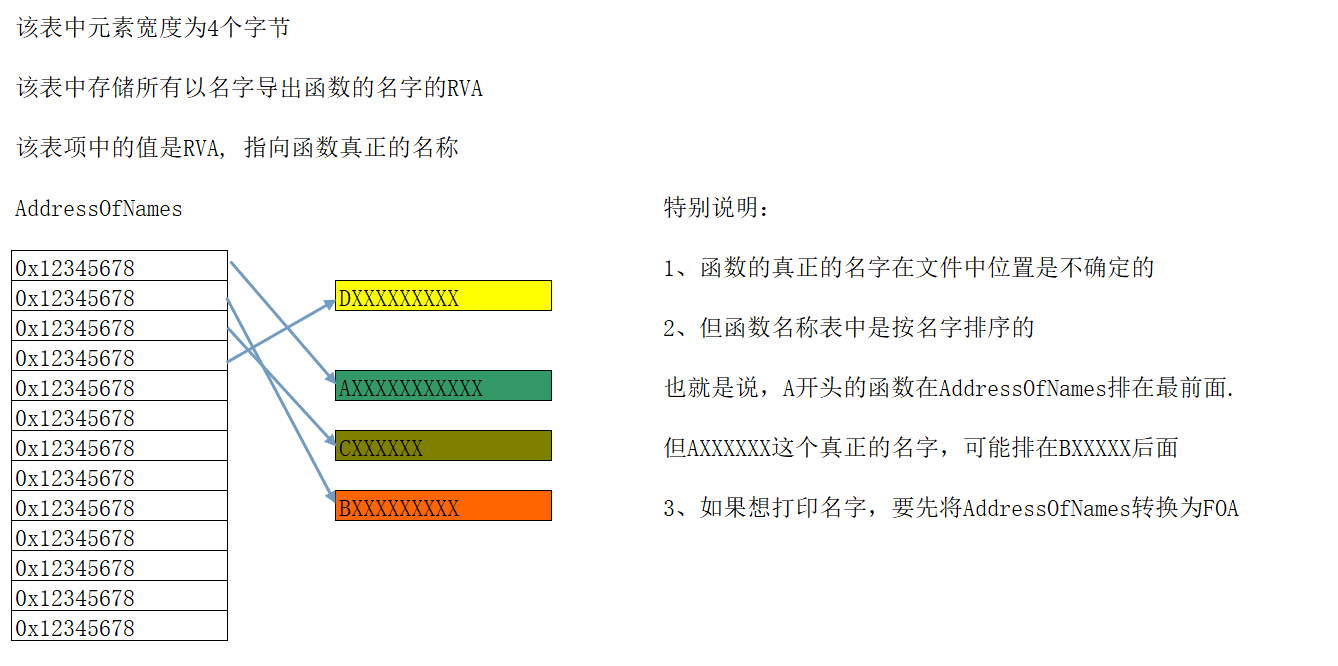 该表中元素宽度为4个字节
该表中存储所有以名字导出函数的名字的RVA
该表项中的值是RVA, 指向函数真正的名称
AddressOfNames
0x12345678
0x12345678
0x12345678
0x12345678
0x12345678
0x12345678
0x12345678
0x12345678
0x12345678
0x12345678
0x12345678
0x12345678
0x12345678
DXXXXXXXXX
AXXXXXXXXXXX
CXXXXXX
BXXXXXXXXX
特别说明：
1、函数的真正的名字在文件中位置是不确定的
2、但函数名称表中是按名字排序的
也就是说，A开头的函数在AddressOfNames排在最前面.
但AXXXXXX这个真正的名字，可能排在BXXXXX后面
3、如果想打印名字，要先将AddressOfNames转换为FOA